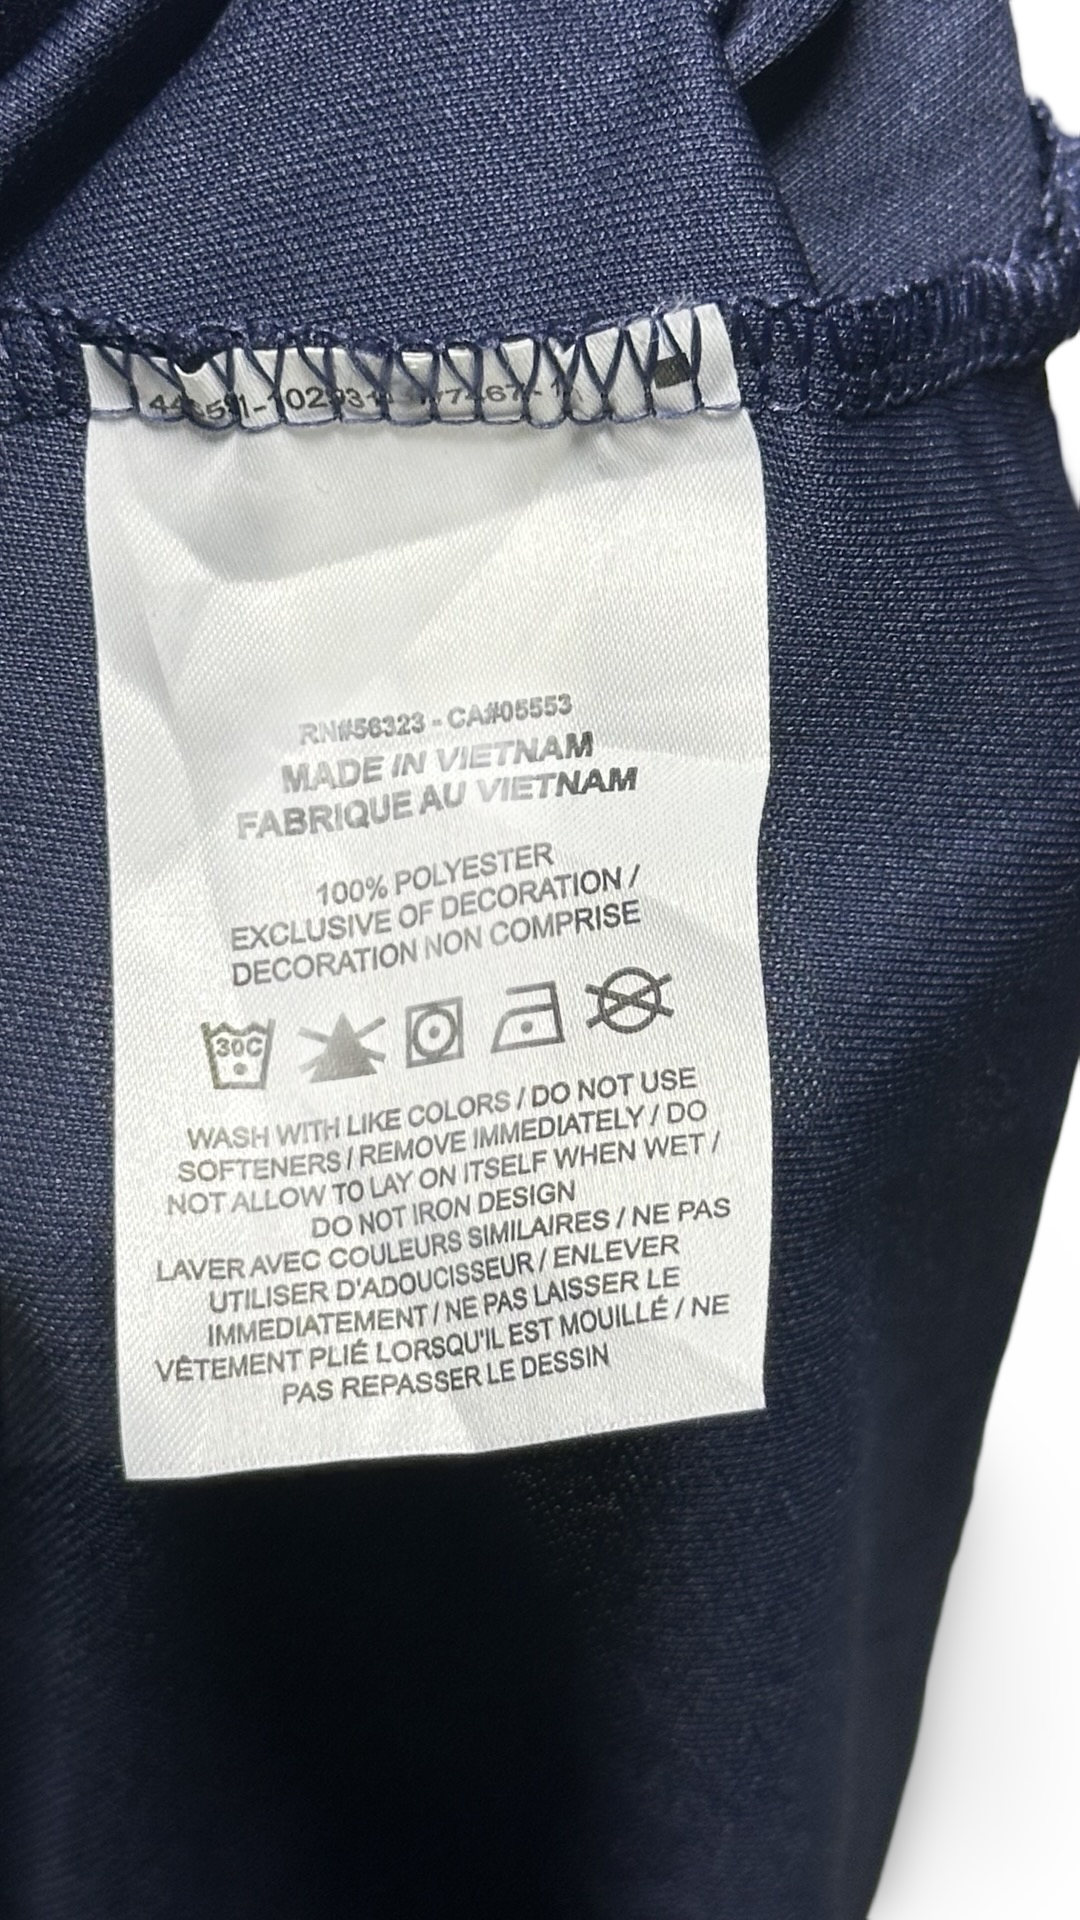 RN#56323 - CA#05553
MADE IN VIETNAM
FABRIQUE AU VIETNAM
100% POLYESTER
EXCLUSIVE OF DECORATION /
DECORATION NON COMPRISE
30C
WASH WITH LIKE COLORS / DO NOT USE
SOFTENERS / REMOVE IMMEDIATELY / DO
NOT ALLOW TO LAY ON ITSELF WHEN WET /
DO NOT IRON DESIGN
LAVER AVEC COULEURS SIMILAIRES / NE PAS
UTILISER D'ADOUCISSEUR / ENLEVER
IMMEDIATEMENT / NE PAS LAISSER LE
VÊTEMENT PLIÉ LORSQU'IL EST MOUILLÉ / NE
PAS REPASSER LE DESSIN